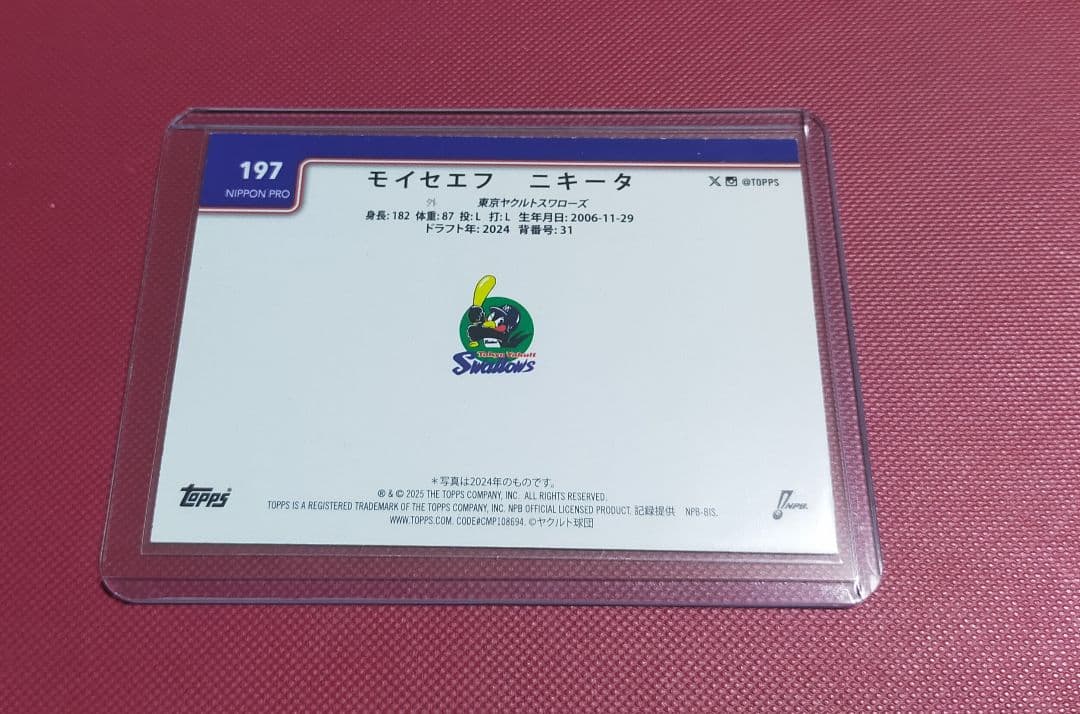 197
NIPPON PRO
モイセエフ ニキータ
@TOPPS
外 東京ヤクルトスワローズ
身長: 182 体重: 87 投: L 打: L 生年月日: 2006-11-29
ドラフト年: 2024 背番号: 31
Tokyo Yakult
Swallows
＊写真は2024年のものです。
® & © 2025 THE TOPPS COMPANY, INC. ALL RIGHTS RESERVED.
TOPPS IS A REGISTERED TRADEMARK OF THE TOPPS COMPANY, INC. NPB OFFICIAL LICENSED PRODUCT. 記録提供 NPB-BIS.
WWW.TOPPS.COM. CODE#CMP108694. ©ヤクルト球団
Topps®
NPB.